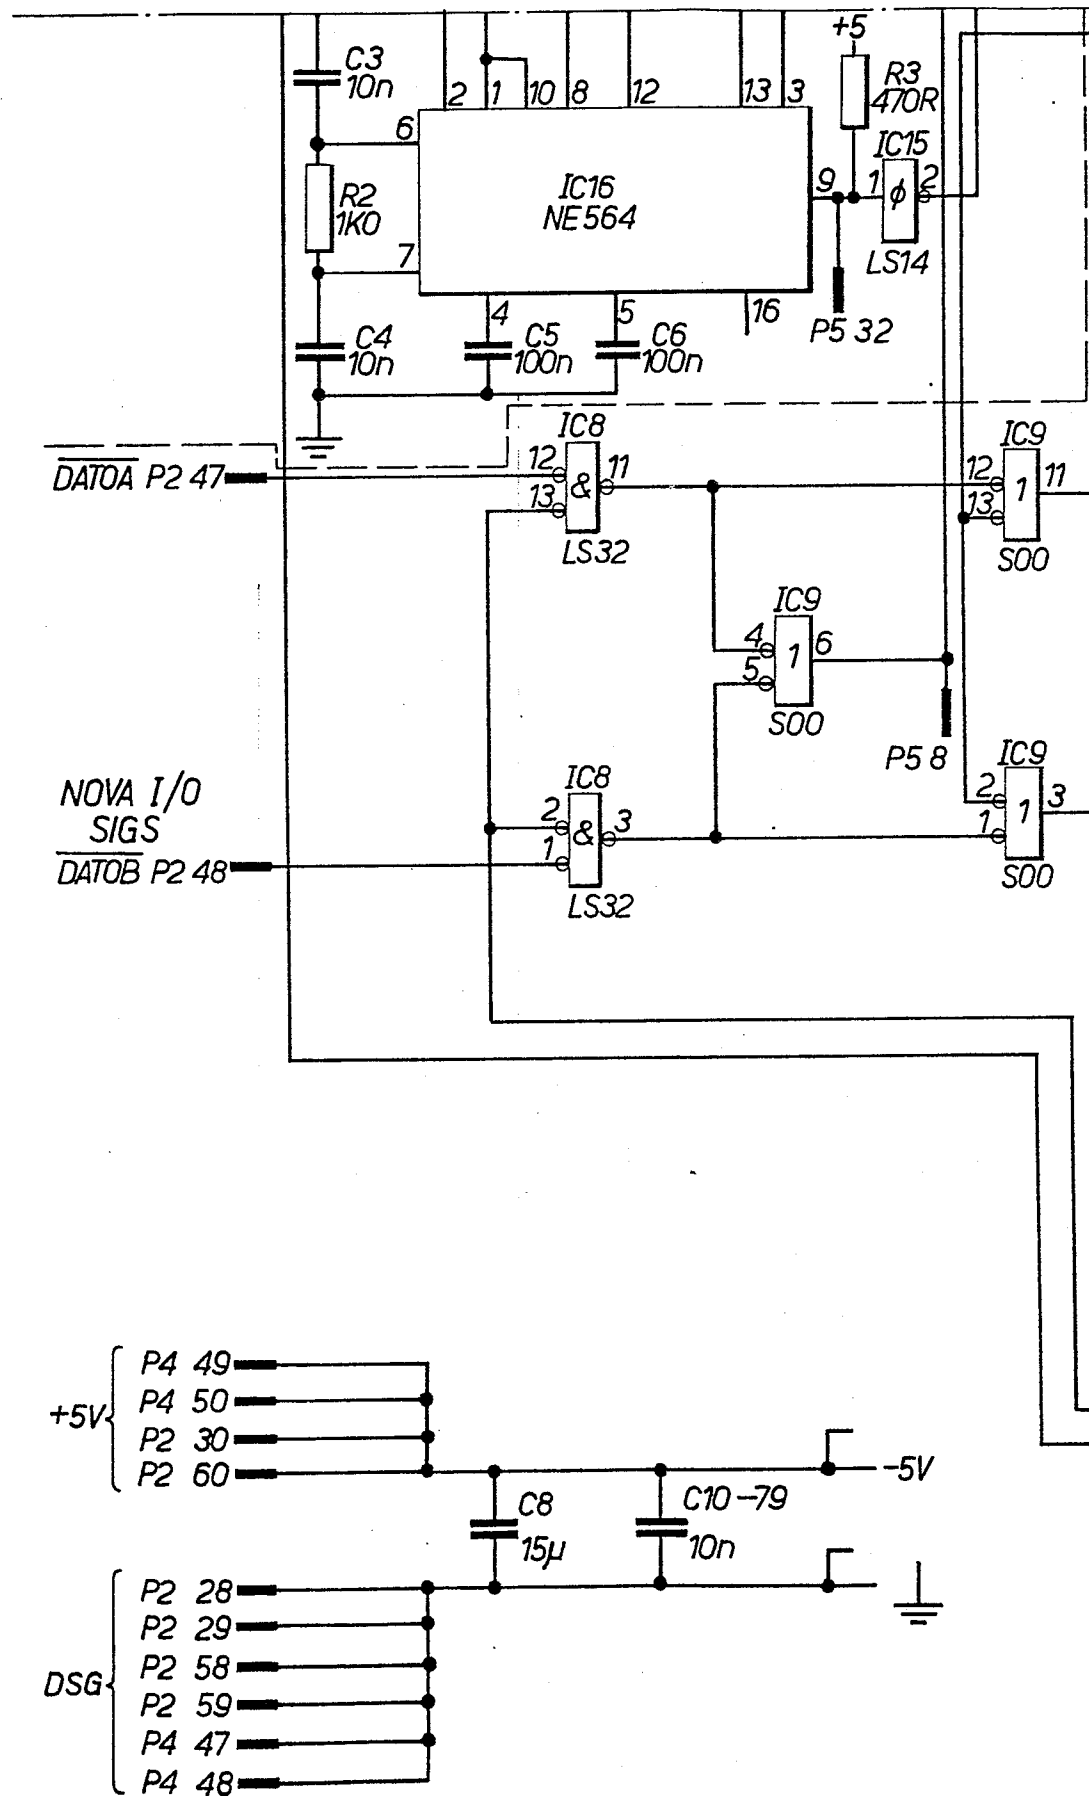 +5
C3
10n
R3
470R
2 1 10 8 12 13 3
6
IC15
R2
1K0
IC16
NE564
9
1
ϕ
2
7
LS14
4
5
16
P5 32
C4
10n
C5
100n
C6
100n
IC8
IC9
DATOA P2 47
12
13
&
11
12
13
1
11
LS32
S00
IC9
4
5
1
6
S00
P5 8
IC9
NOVA I/O
SIGS
IC8
2
1
&
3
2
1
1
3
DATOB P2 48
S00
LS32
+5V
P4 49
P4 50
P2 30
P2 60
-5V
C8
15µ
C10-79
10n
DSG
P2 28
P2 29
P2 58
P2 59
P4 47
P4 48